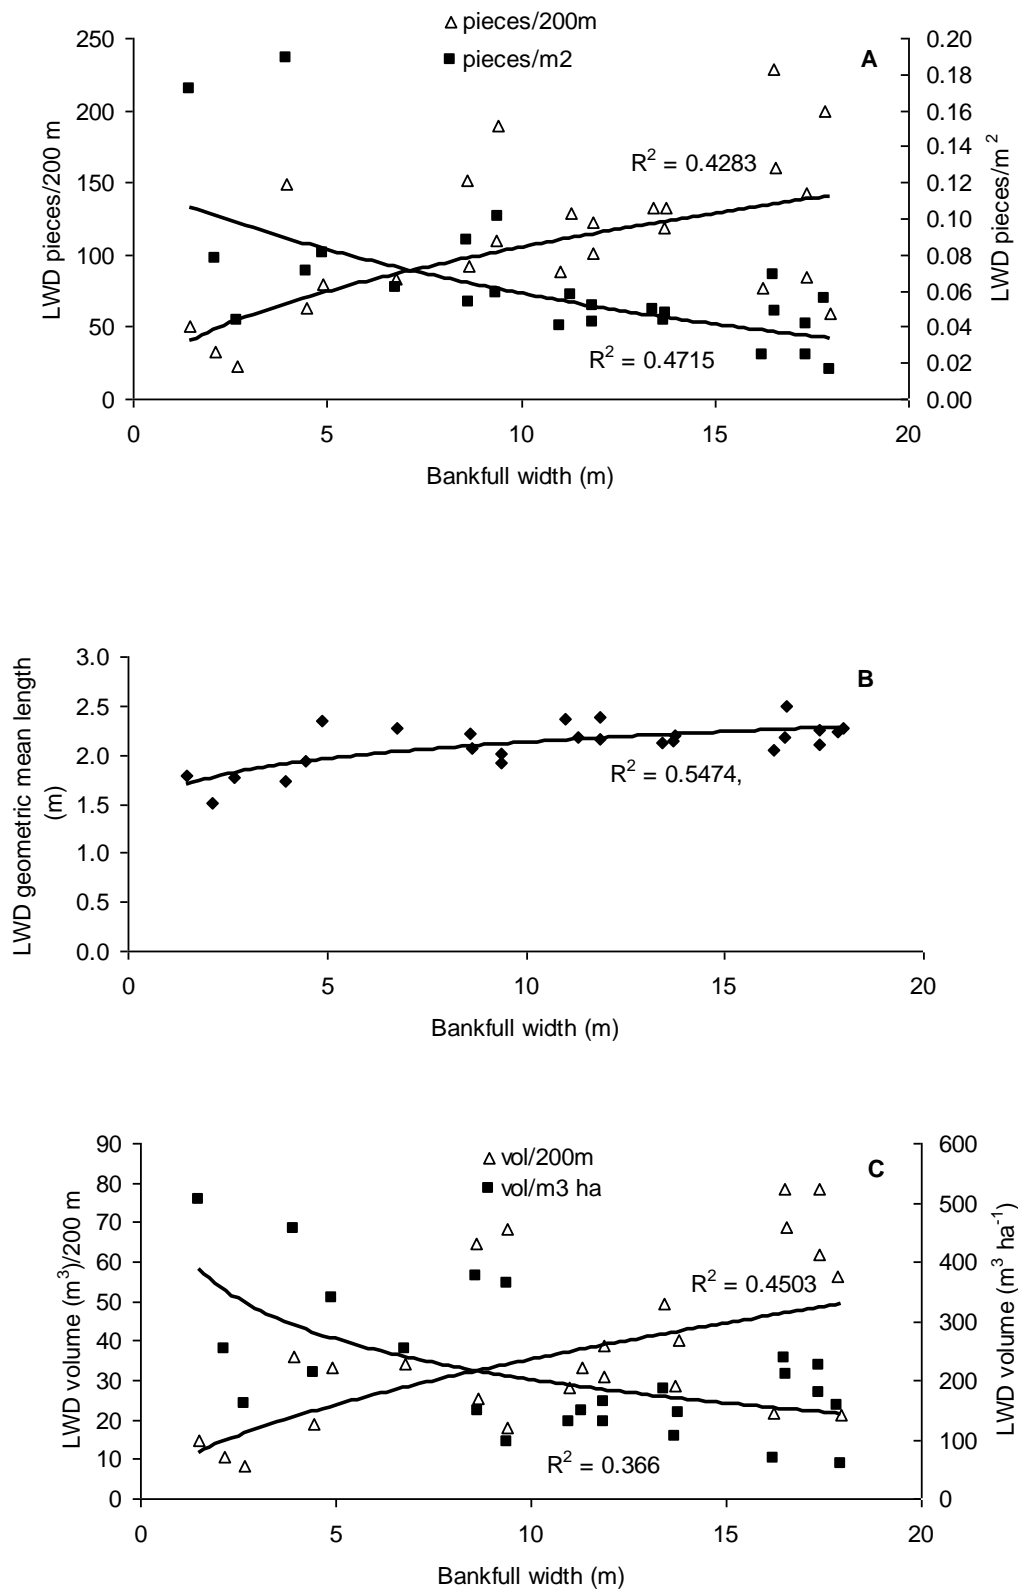 pieces/200m
pieces/m2
A
250
200
150
100
50
0
LWD pieces/200 m
0.20
0.18
0.16
0.14
0.12
0.10
0.08
0.06
0.04
0.02
0.00
LWD pieces/m²
R² = 0.4283
R² = 0.4715
0 5 10 15 20
Bankfull width (m)
B
3.0
2.5
2.0
1.5
1.0
0.5
0.0
LWD geometric mean length
(m)
R² = 0.5474,
0 5 10 15 20
Bankfull width (m)
vol/200m
vol/m3 ha
C
90
80
70
60
50
40
30
20
10
0
LWD volume (m³)/200 m
600
500
400
300
200
100
0
LWD volume (m³ ha⁻¹)
R² = 0.4503
R² = 0.366
0 5 10 15 20
Bankfull width (m)